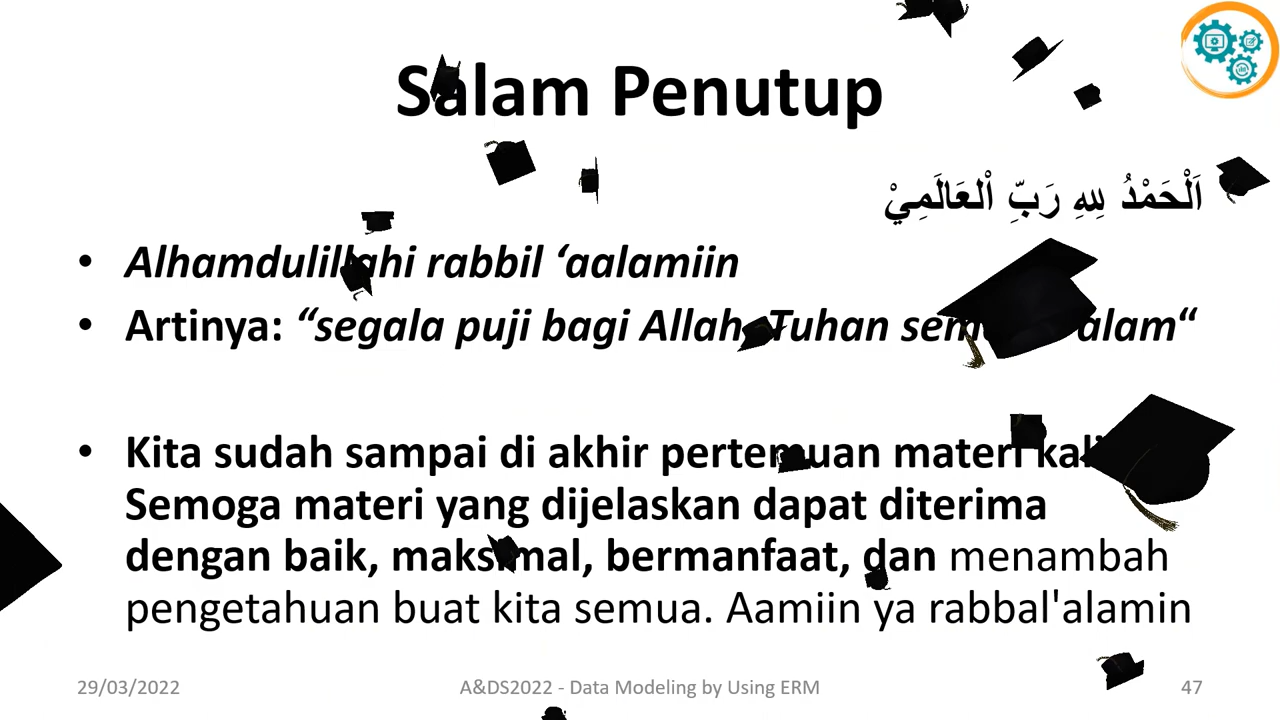 Salam Penutup
اَلْحَمْدُ لِلهِ رَبِّ اْلعَالَمِيْ
• Alhamdulillahi rabbil ‘aalamiin
• Artinya: “segala puji bagi Allah, Tuhan alam“
• Kita sudah sampai di akhir pertemuan materi
Semoga materi yang dijelaskan dapat diterima
dengan baik, maksimal, bermanfaat, dan menambah
pengetahuan buat kita semua. Aamiin ya rabbal'alamin
29/03/2022 A&DS2022 - Data Modeling by Using ERM 47